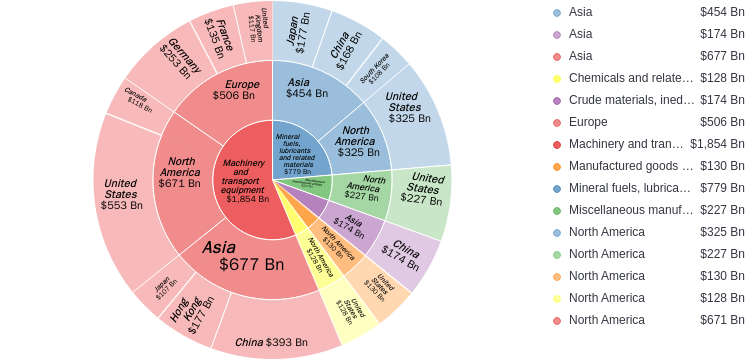 United
Kingdom
$117 Bn
France
$135 Bn
Germany
$253 Bn
Canada
$118 Bn
United
States
$553 Bn
Japan
$107 Bn
Hong
Kong
$177 Bn
China $393 Bn
Japan
$177 Bn
China
$168 Bn
South Korea
$108 Bn
United
States
$325 Bn
United
States
$227 Bn
China
$174 Bn
United
States
$130 Bn
United
States
$128 Bn
Europe
$506 Bn
North
America
$671 Bn
Asia
$677 Bn
Asia
$454 Bn
North
America
$325 Bn
North
America
$227 Bn
Asia
$174 Bn
North America
$130 Bn
North America
$128 Bn
Machinery
and
transport
equipment
$1,854 Bn
Mineral
fuels,
lubricants
and related
materials
$779 Bn
Asia $454 Bn
Asia $174 Bn
Asia $677 Bn
Chemicals and relate... $128 Bn
Crude materials, ined... $174 Bn
Europe $506 Bn
Machinery and tran... $1,854 Bn
Manufactured goods ... $130 Bn
Mineral fuels, lubrica... $779 Bn
Miscellaneous manuf... $227 Bn
North America $325 Bn
North America $227 Bn
North America $130 Bn
North America $128 Bn
North America $671 Bn